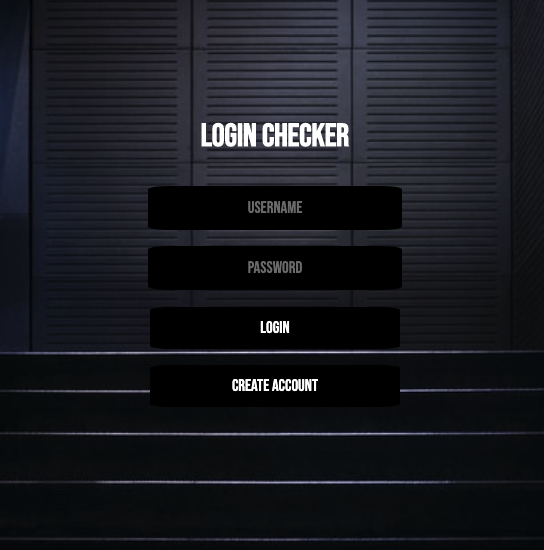 LOGIN CHECKER
USERNAME
PASSWORD
LOGIN
CREATE ACCOUNT